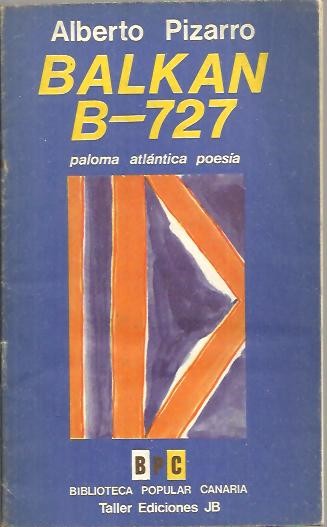 Alberto Pizarro
BALKAN
B-727
paloma atlántica poesía
BPC
BIBLIOTECA POPULAR CANARIA
Taller Ediciones JB